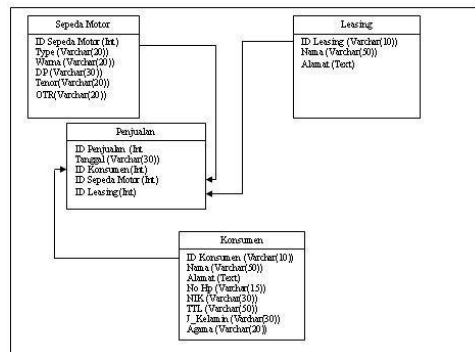 Sepeda Motor
ID Sepeda Motor (Int)
Type (Varchar(20))
Warna (Varchar(20))
DP (Varchar(30))
Tenor(Varchar(20))
OTR(Varchar(20))
Leasing
ID Leasing (Varchar(10))
Nama (Varchar(50))
Alamat (Text)
Penjualan
ID Penjualan (Int
Tanggal (Varchar(30))
ID Konsumen(Int)
ID Sepeda Motor (Int)
ID Leasing(Int)
Konsumen
ID Konsumen (Varchar(10))
Nama (Varchar(50))
Alamat (Text)
No Hp (Varchar(15)
NIK (Varchar(30))
TTL (Varchar(50))
J_Kelamin (Varchar(30))
Agama (Varchar(20))